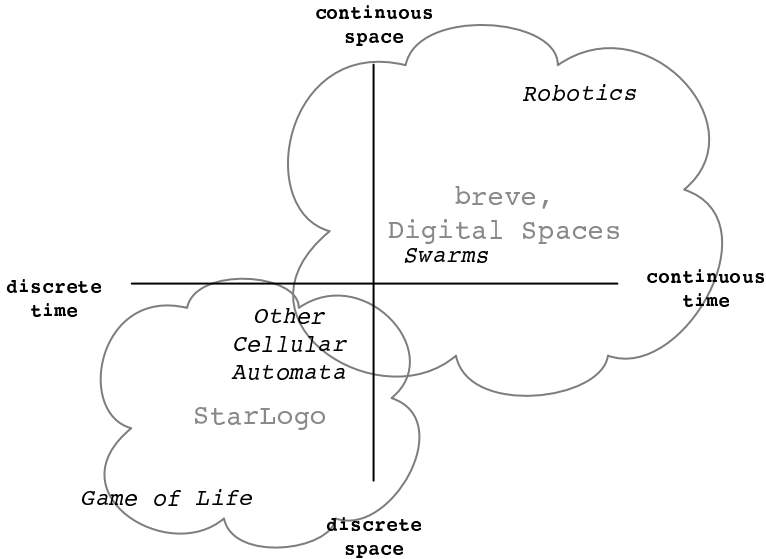 continuous
space
Robotics
breve,
Digital Spaces
Swarms
discrete
time
continuous
time
Other
Cellular
Automata
StarLogo
Game of Life
discrete
space